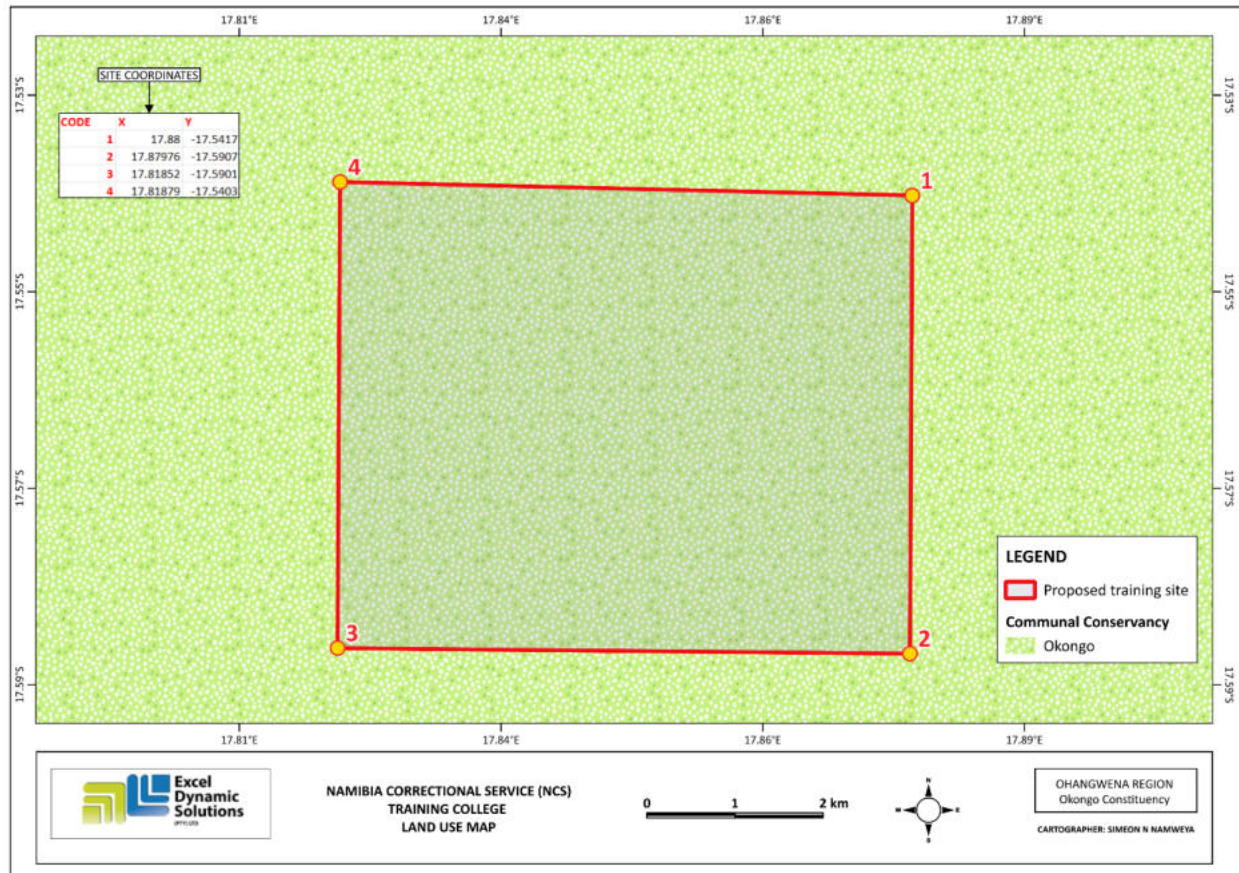 17.81°E 17.84°E 17.86°E 17.89°E
17.53°S 17.53°S
SITE COORDINATES
CODE X Y
1 17.88 -17.5417
2 17.87976 -17.5907
3 17.81852 -17.5901
4 17.81879 -17.5403
4
1
17.55°S 17.55°S
17.57°S 17.57°S
3
2
LEGEND
Proposed training site
Communal Conservancy
Okongo
17.59°S 17.59°S
17.81°E 17.84°E 17.86°E 17.89°E
Excel
Dynamic
Solutions
(PTY) LTD
NAMIBIA CORRECTIONAL SERVICE (NCS)
TRAINING COLLEGE
LAND USE MAP
0 1 2 km
N
W E
S
OHANGWENA REGION
Okongo Constituency
CARTOGRAPHER: SIMEON N NAMWEYA